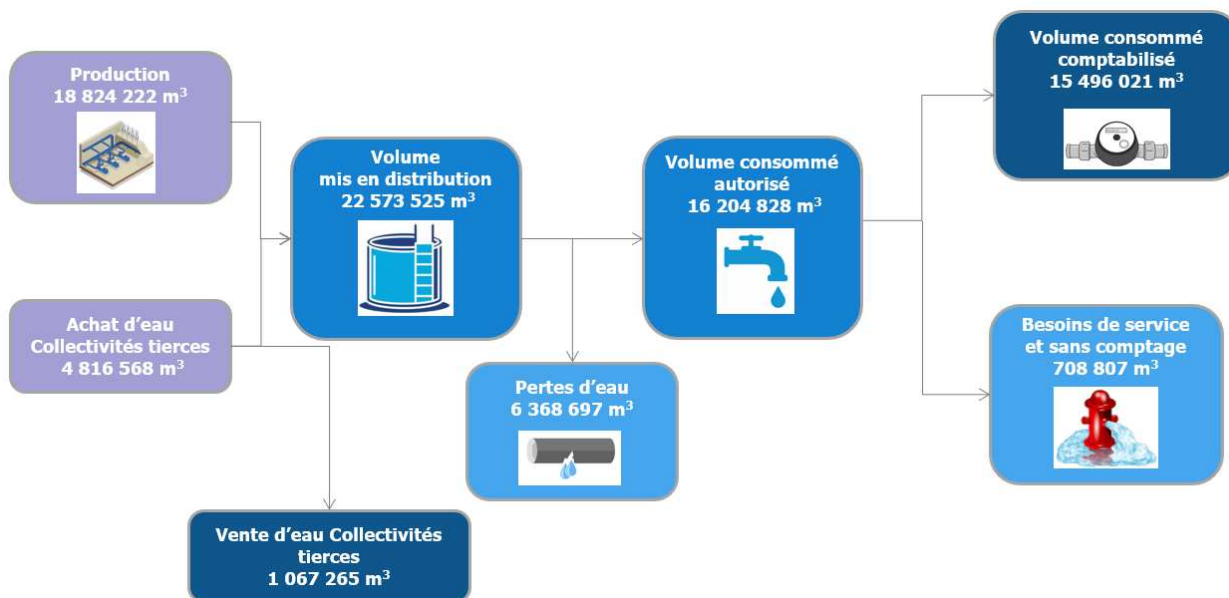 Production
18 824 222 m³
Achat d'eau
Collectivités tierces
4 816 568 m³
Volume
mis en distribution
22 573 525 m³
Pertes d'eau
6 368 697 m³
Vente d'eau Collectivités
tierces
1 067 265 m³
Volume consommé
autorisé
16 204 828 m³
Volume consommé
comptabilisé
15 496 021 m³
Besoins de service
et sans comptage
708 807 m³